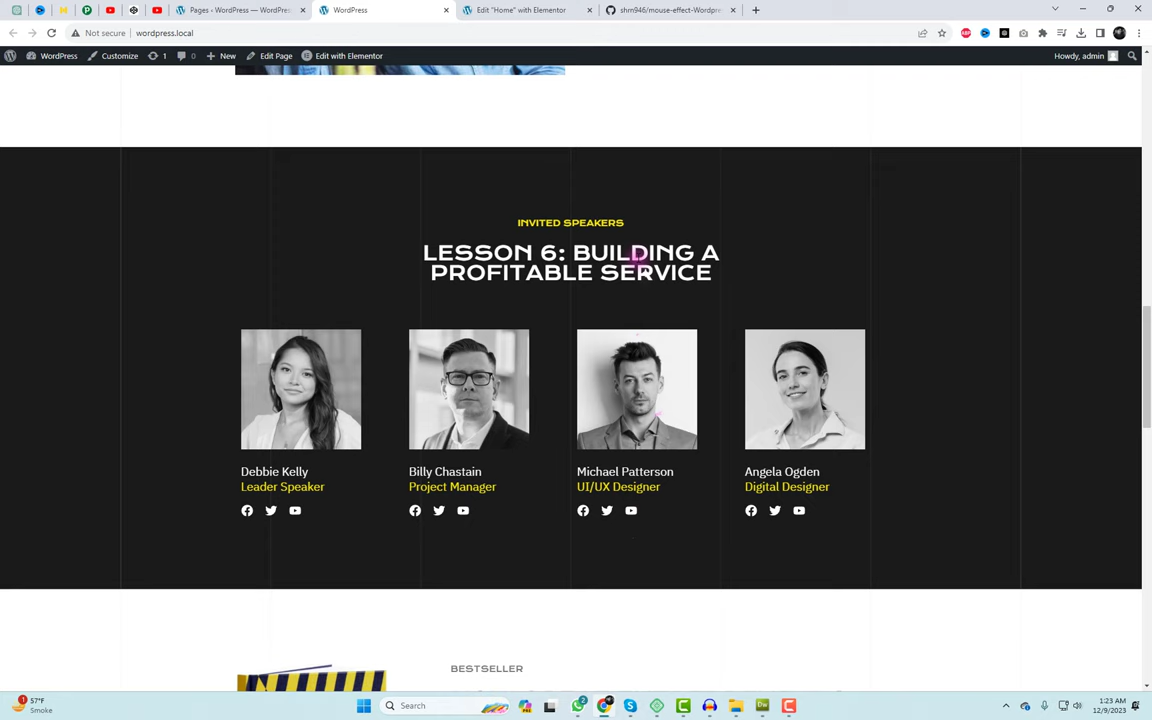 Pages ‹ WordPress — WordPres
WordPress
Edit "Home" with Elementor
shrn946/mouse-effect-Wordpre
Not secure
wordpress.local
WordPress
Customize
1
0
New
Edit Page
Edit with Elementor
Howdy, admin
INVITED SPEAKERS
LESSON 6: BUILDING A
PROFITABLE SERVICE
Debbie Kelly
Leader Speaker
Billy Chastain
Project Manager
Michael Patterson
UI/UX Designer
Angela Ogden
Digital Designer
BESTSELLER
57°F
Smoke
Search
1:23 AM
12/9/2023